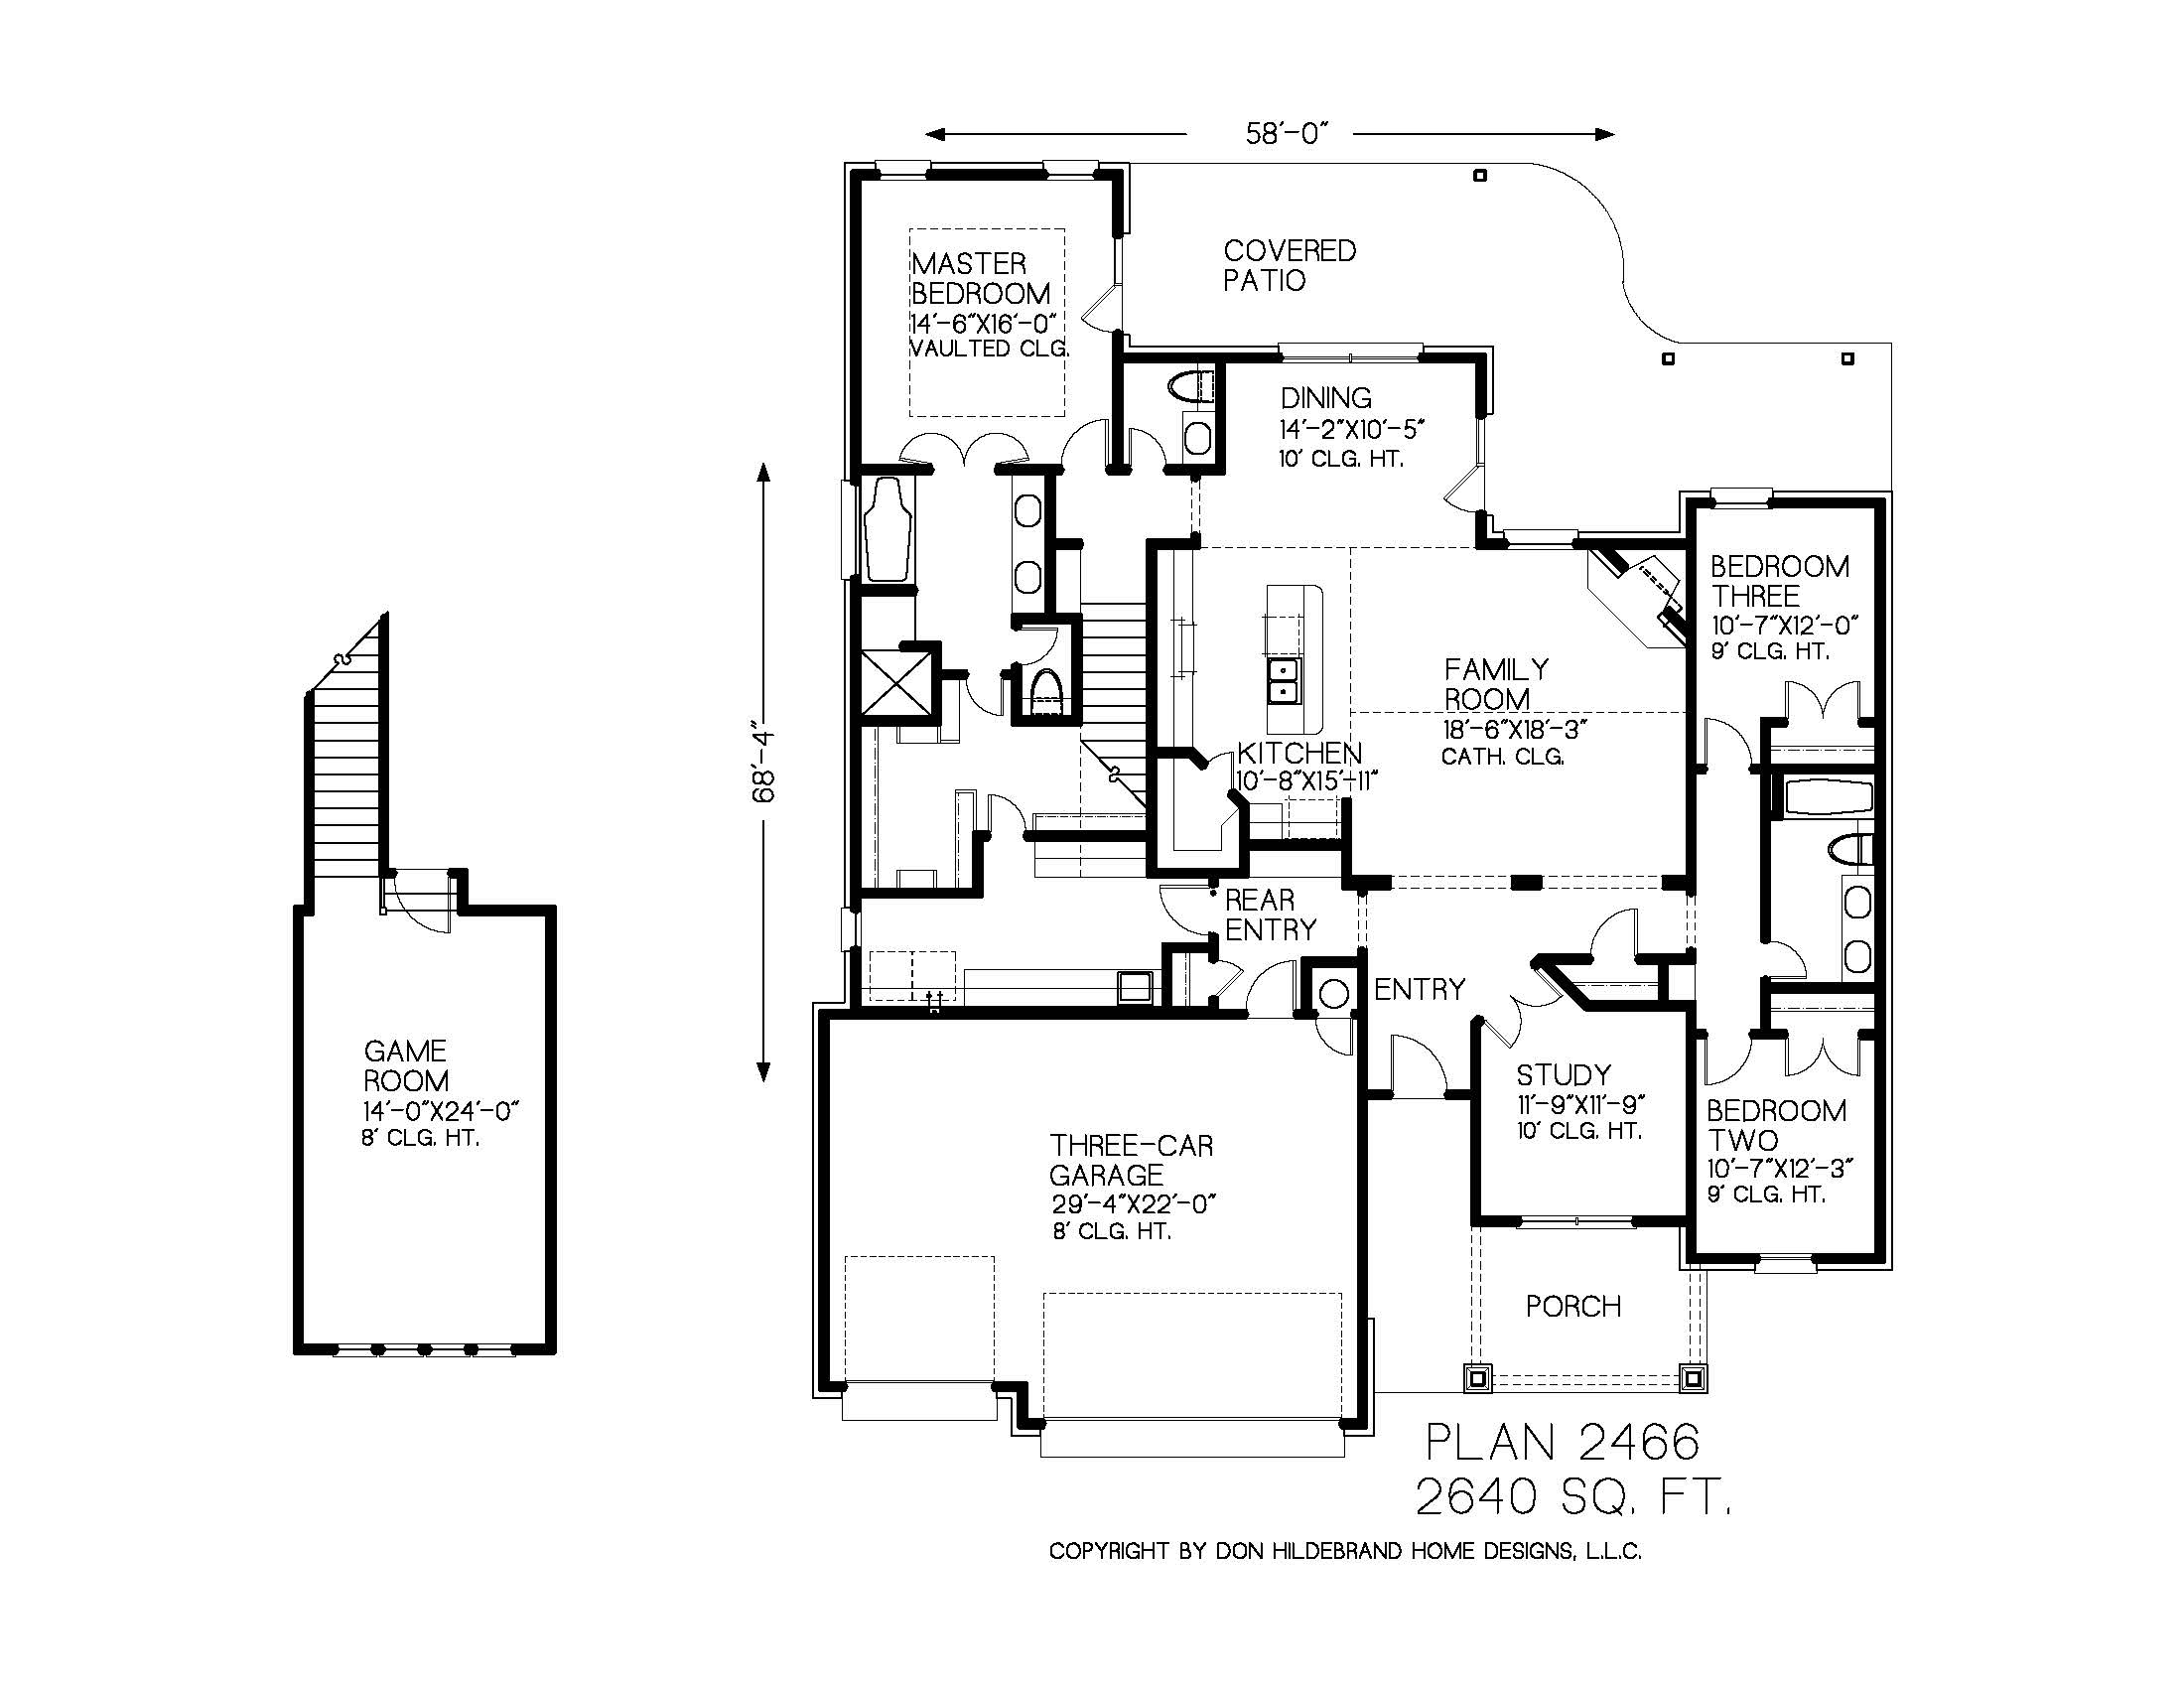 58'-0"
COVERED
PATIO
MASTER
BEDROOM
14'-6"X16'-0"
VAULTED CLG.
DINING
14'-2"X10'-5"
10' CLG. HT.
BEDROOM
THREE
10'-7"X12'-0"
9' CLG. HT.
FAMILY
ROOM
18'-6"X18'-3"
CATH. CLG.
68'-4"
KITCHEN
10'-8"X15'-11"
REAR
ENTRY
ENTRY
GAME
ROOM
14'-0"X24'-0"
8' CLG. HT.
STUDY
11'-9"X11'-9"
10' CLG. HT.
BEDROOM
TWO
10'-7"X12'-3"
9' CLG. HT.
THREE-CAR
GARAGE
29'-4"X22'-0"
8' CLG. HT.
PORCH
PLAN 2466
2640 SQ. FT.
COPYRIGHT BY DON HILDEBRAND HOME DESIGNS, L.L.C.